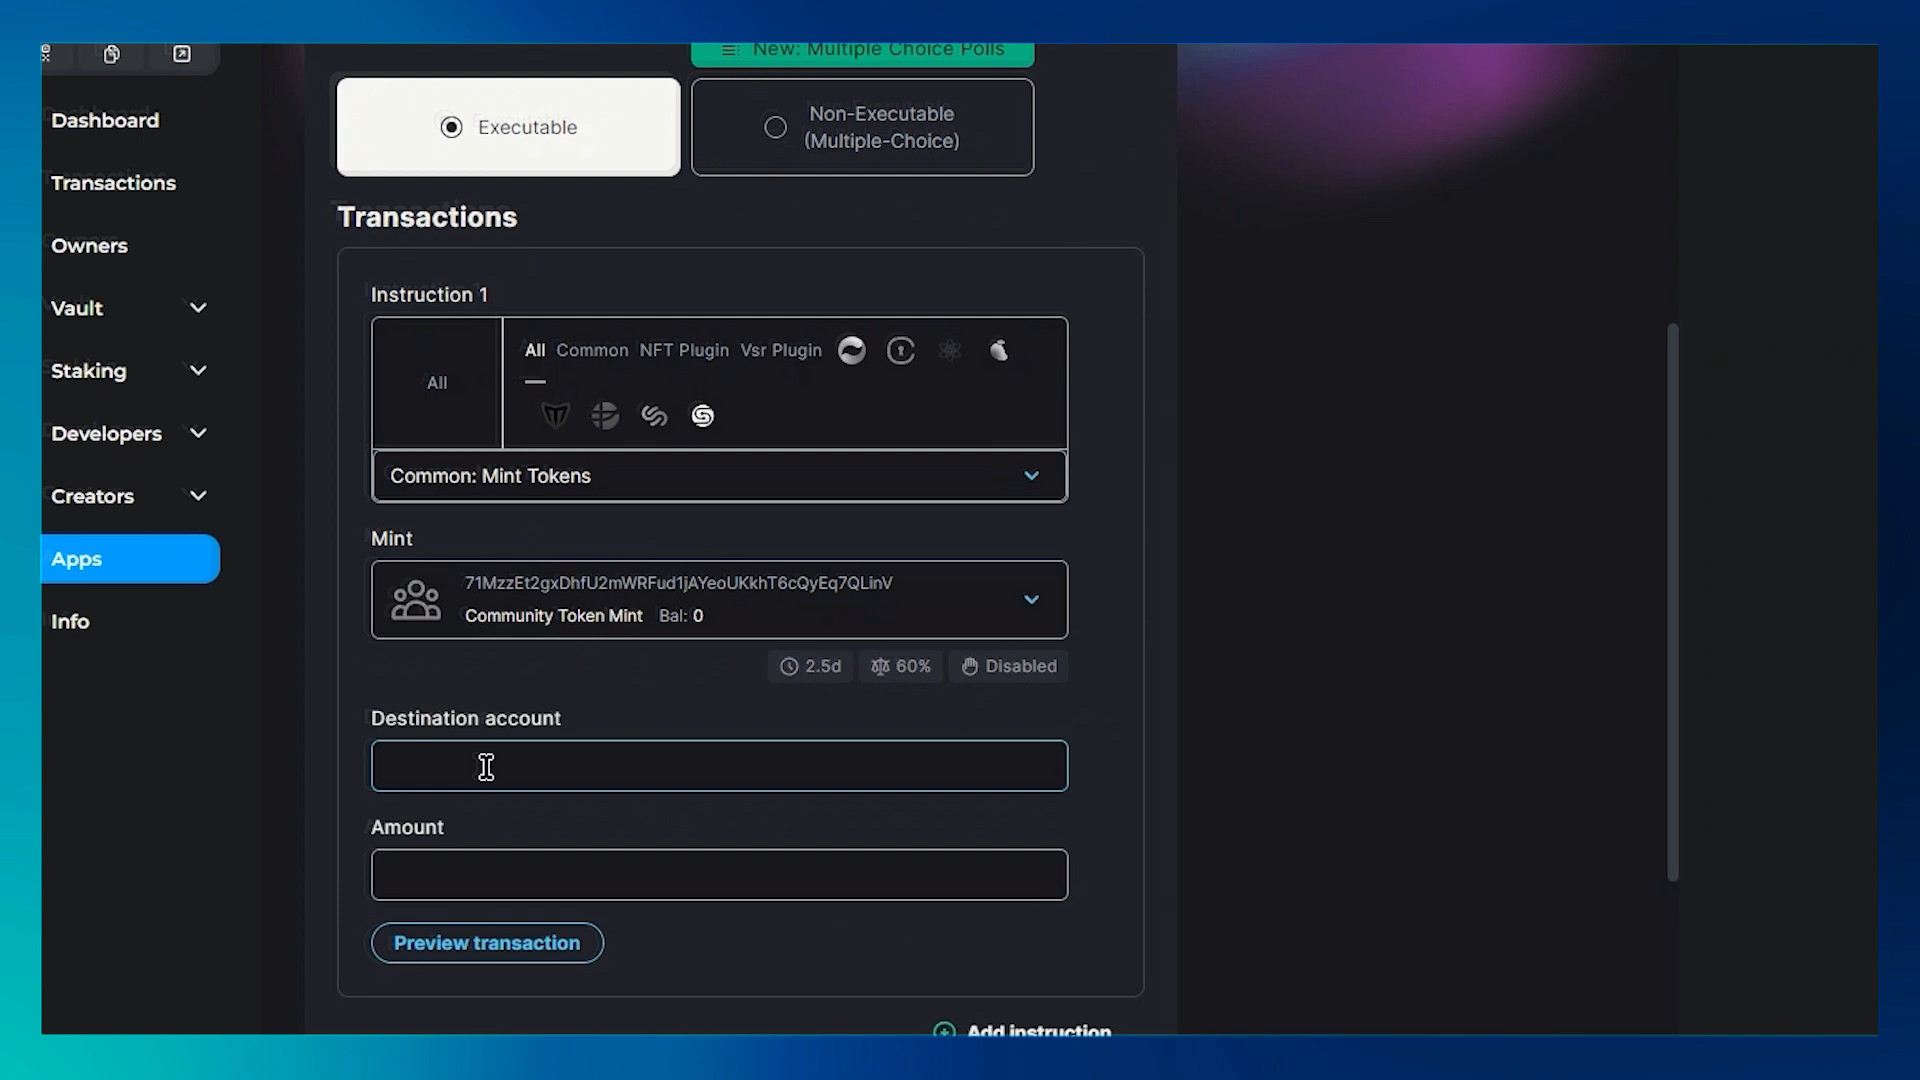 New: Multiple Choice Polls
Executable
Non-Executable
(Multiple-Choice)
Dashboard
Transactions
Owners
Vault
Staking
Developers
Creators
Apps
Info
Transactions
Instruction 1
All
All Common NFT Plugin Vsr Plugin
Common: Mint Tokens
Mint
71MzzEt2gxDhfU2mWRFud1jAYeoUKkhT6cQyEq7QLinV
Community Token Mint Bal: 0
2.5d 60% Disabled
Destination account
Amount
Preview transaction
Add instruction